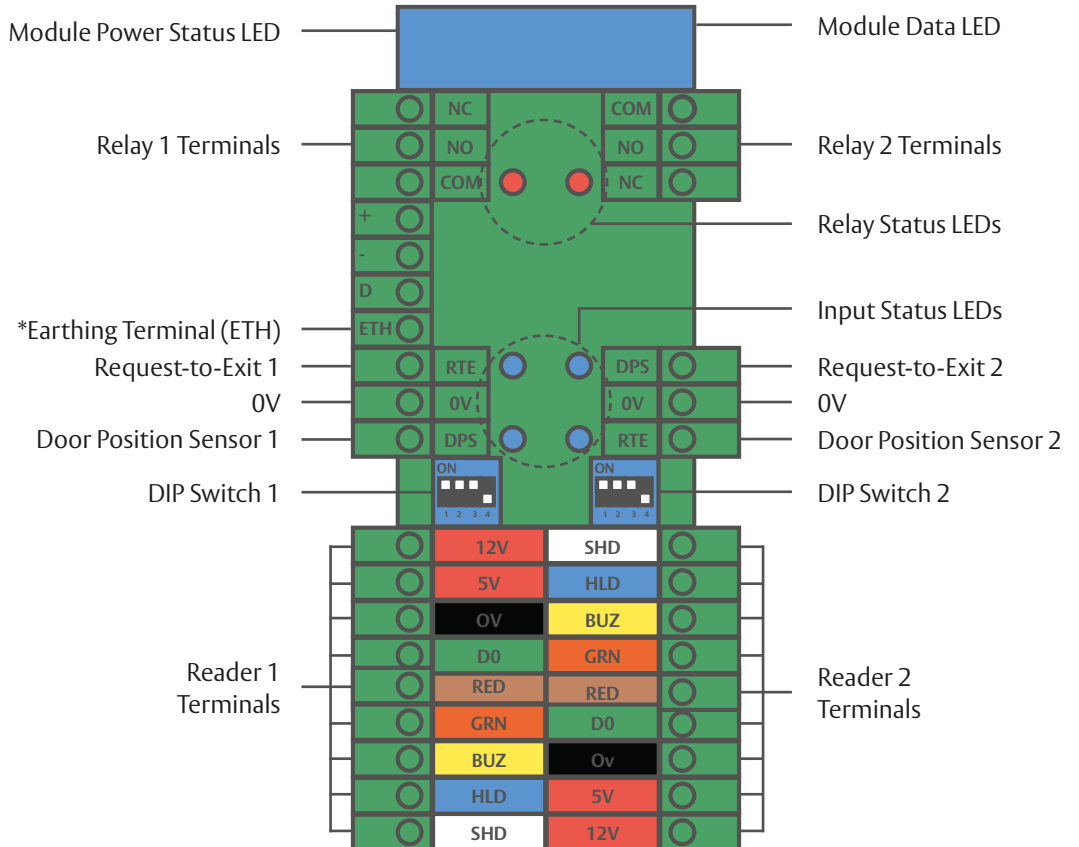 Module Power Status LED
Module Data LED
NC COM
Relay 1 Terminals NO NO Relay 2 Terminals
COM NC
+
Relay Status LEDs
-
D
Input Status LEDs
*Earthing Terminal (ETH) ETH
Request-to-Exit 1 RTE DPS Request-to-Exit 2
0V 0V 0V 0V
Door Position Sensor 1 DPS RTE Door Position Sensor 2
ON ON
DIP Switch 1 DIP Switch 2
1 2 3 4 1 2 3 4
12V SHD
5V HLD
OV BUZ
D0 GRN
Reader 1
Terminals
RED RED
Reader 2
Terminals
GRN D0
BUZ Ov
HLD 5V
SHD 12V